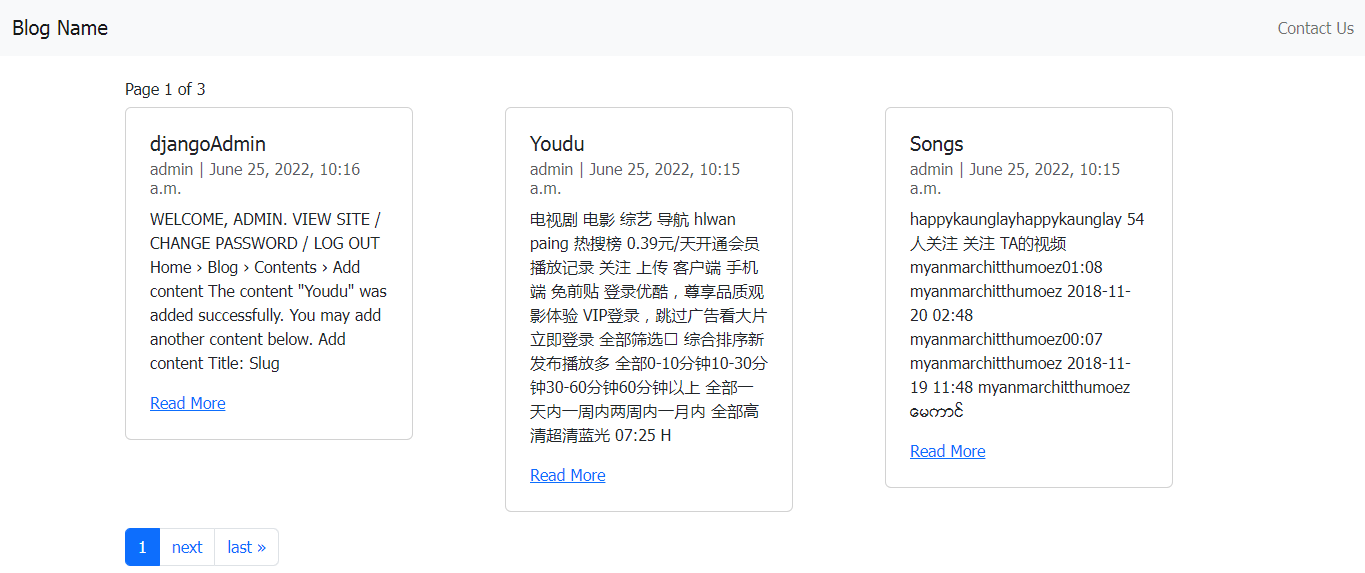 Blog Name
Contact Us
Page 1 of 3
djangoAdmin
admin | June 25, 2022, 10:16
a.m.
WELCOME, ADMIN. VIEW SITE /
CHANGE PASSWORD / LOG OUT
Home › Blog › Contents › Add
content The content "Youdu" was
added successfully. You may add
another content below. Add
content Title: Slug
Read More
Youdu
admin | June 25, 2022, 10:15
a.m.
电视剧 电影 综艺 导航 hlwan
paing 热搜榜 0.39元/天开通会员
播放记录 关注 上传 客户端 手机
端 免前贴 登录优酷，尊享品质观
影体验 VIP登录，跳过广告看大片
立即登录 全部筛选 综合排序新
发布播放多 全部0-10分钟10-30分
钟30-60分钟60分钟以上 全部一
天内一周内两周内一月内 全部高
清超清蓝光 07:25 H
Read More
Songs
admin | June 25, 2022, 10:15
a.m.
happykaunglayhappykaunglay 54
人关注 关注 TA的视频
myanmarchitthumoez01:08
myanmarchitthumoez 2018-11-
20 02:48
myanmarchitthumoez00:07
myanmarchitthumoez 2018-11-
19 11:48 myanmarchitthumoez
မေကာင်
Read More
1 next last »